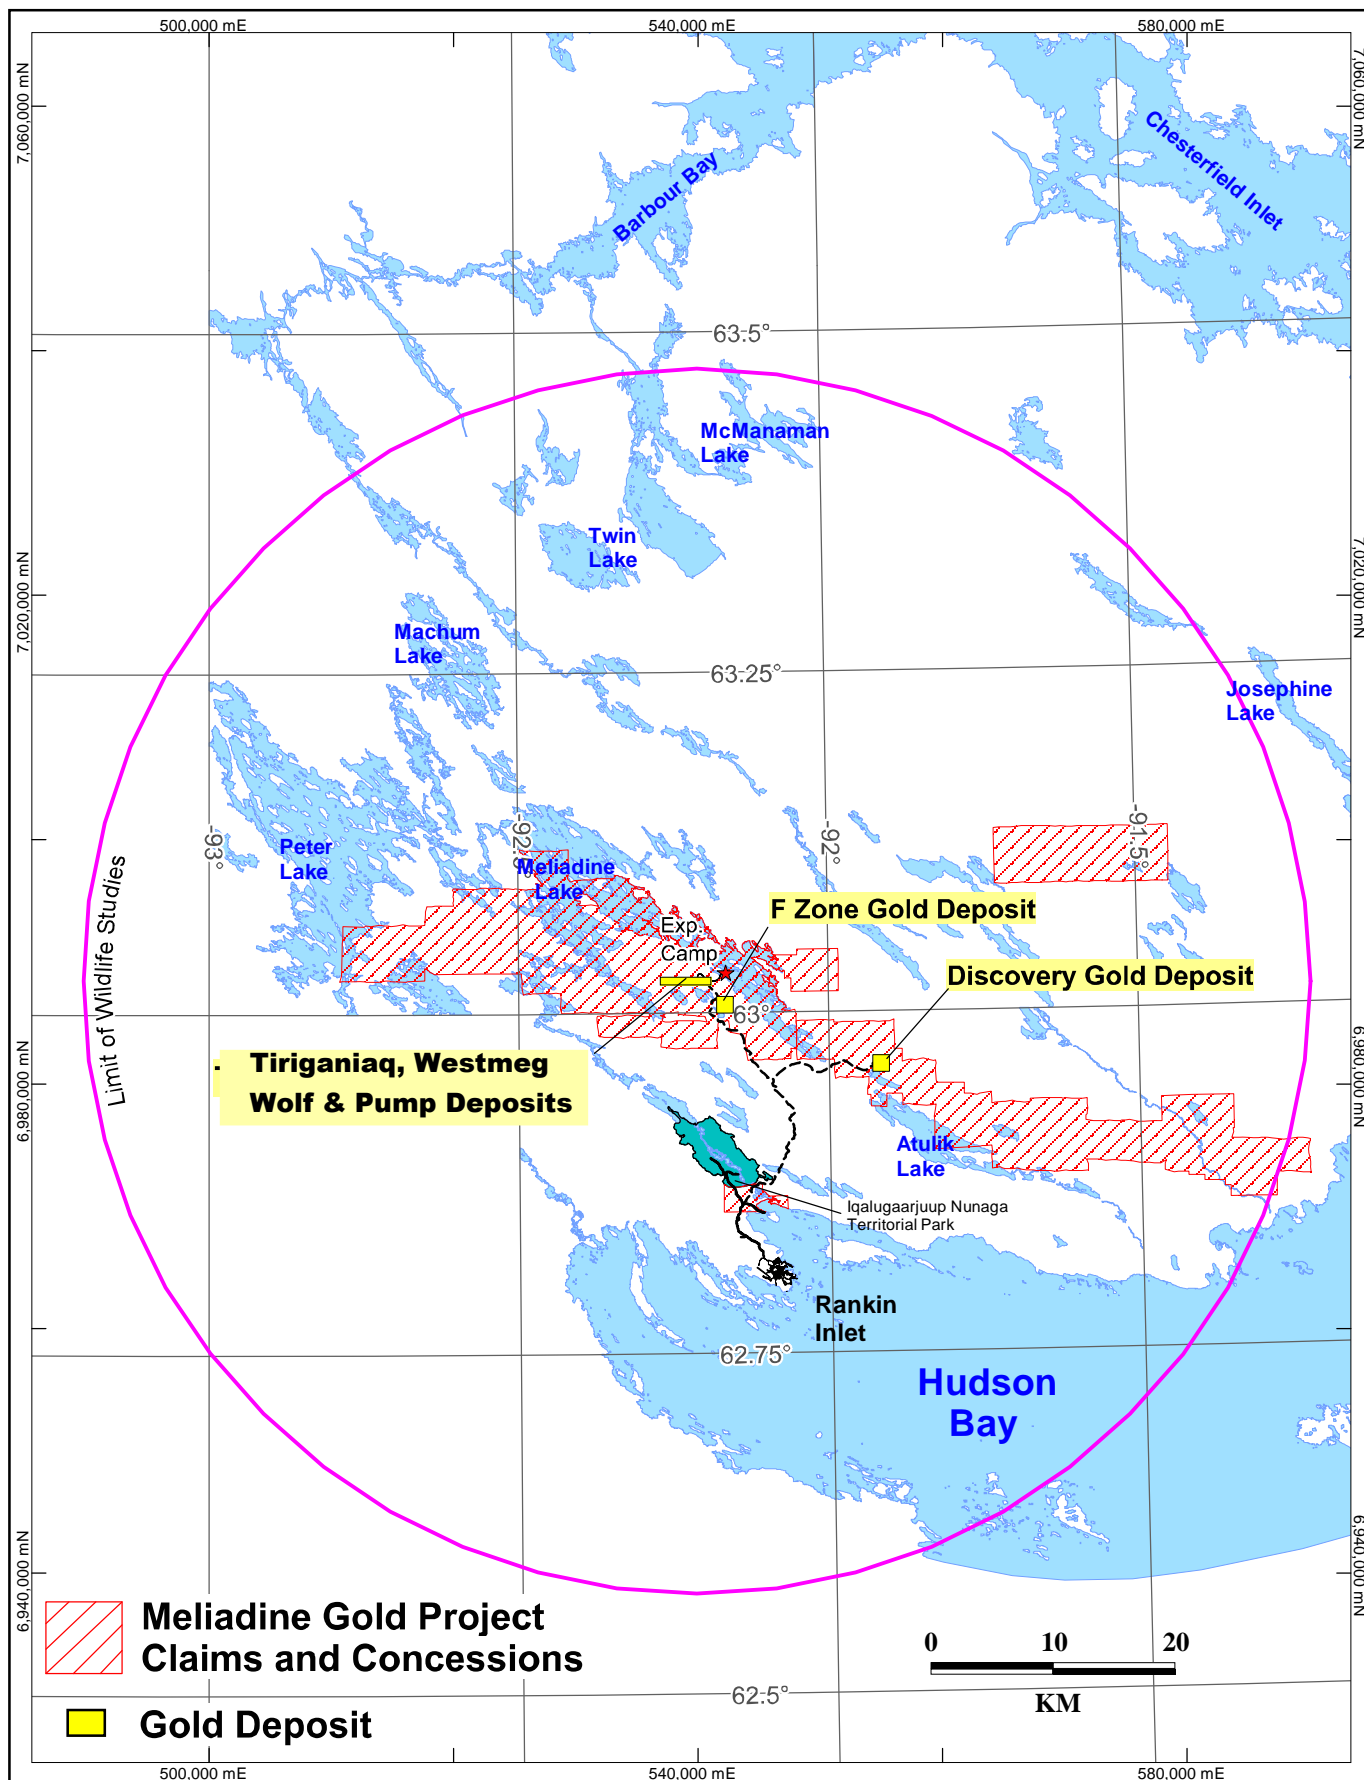 500,000 mE
540,000 mE
580,000 mE
7,060,000 mN
7,060,000 mN
Chesterfield Inlet
Barbour Bay
63.5°
McManaman
Lake
Twin
Lake
7,020,000 mN
7,020,000 mN
Machum
Lake
63.25°
Josephine
Lake
-93°
-92.5°
-92°
-91.5°
Peter
Lake
Meliadine
Lake
Limit of Wildlife Studies
F Zone Gold Deposit
Exp.
Camp
Discovery Gold Deposit
63°
Tiriganiaq, Westmeg
Wolf & Pump Deposits
6,980,000 mN
6,980,000 mN
Atulik
Lake
Iqalugaarjuup Nunaga
Territorial Park
Rankin
Inlet
62.75°
Hudson
Bay
6,940,000 mN
6,940,000 mN
Meliadine Gold Project
Claims and Concessions
0 10 20
KM
62.5°
Gold Deposit
500,000 mE
540,000 mE
580,000 mE